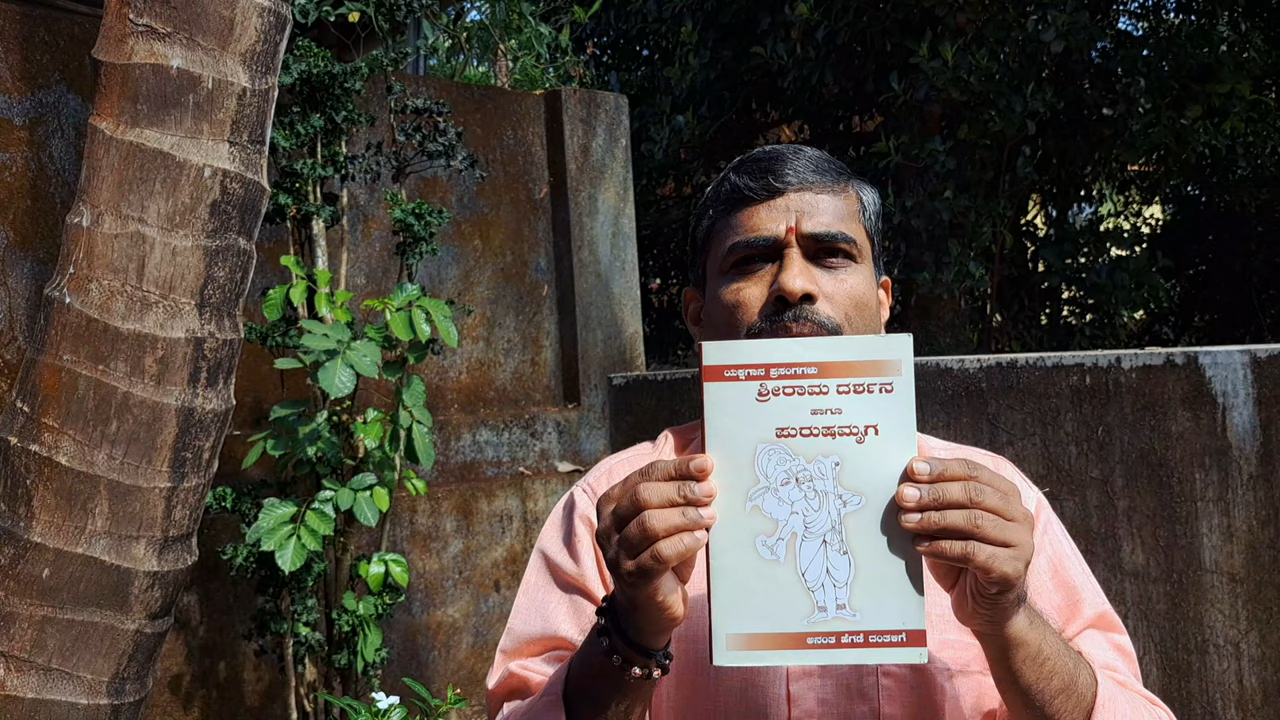 ಯಕ್ಷಗಾನ ಪ್ರಸಂಗಗಳು
ಶ್ರೀರಾಮ ದರ್ಶನ
ಹಾಗೂ
ಪುರುಷಮೃಗ
ಅನಂತ ಹೆಗಡೆ ದಂತಳಿಗೆ